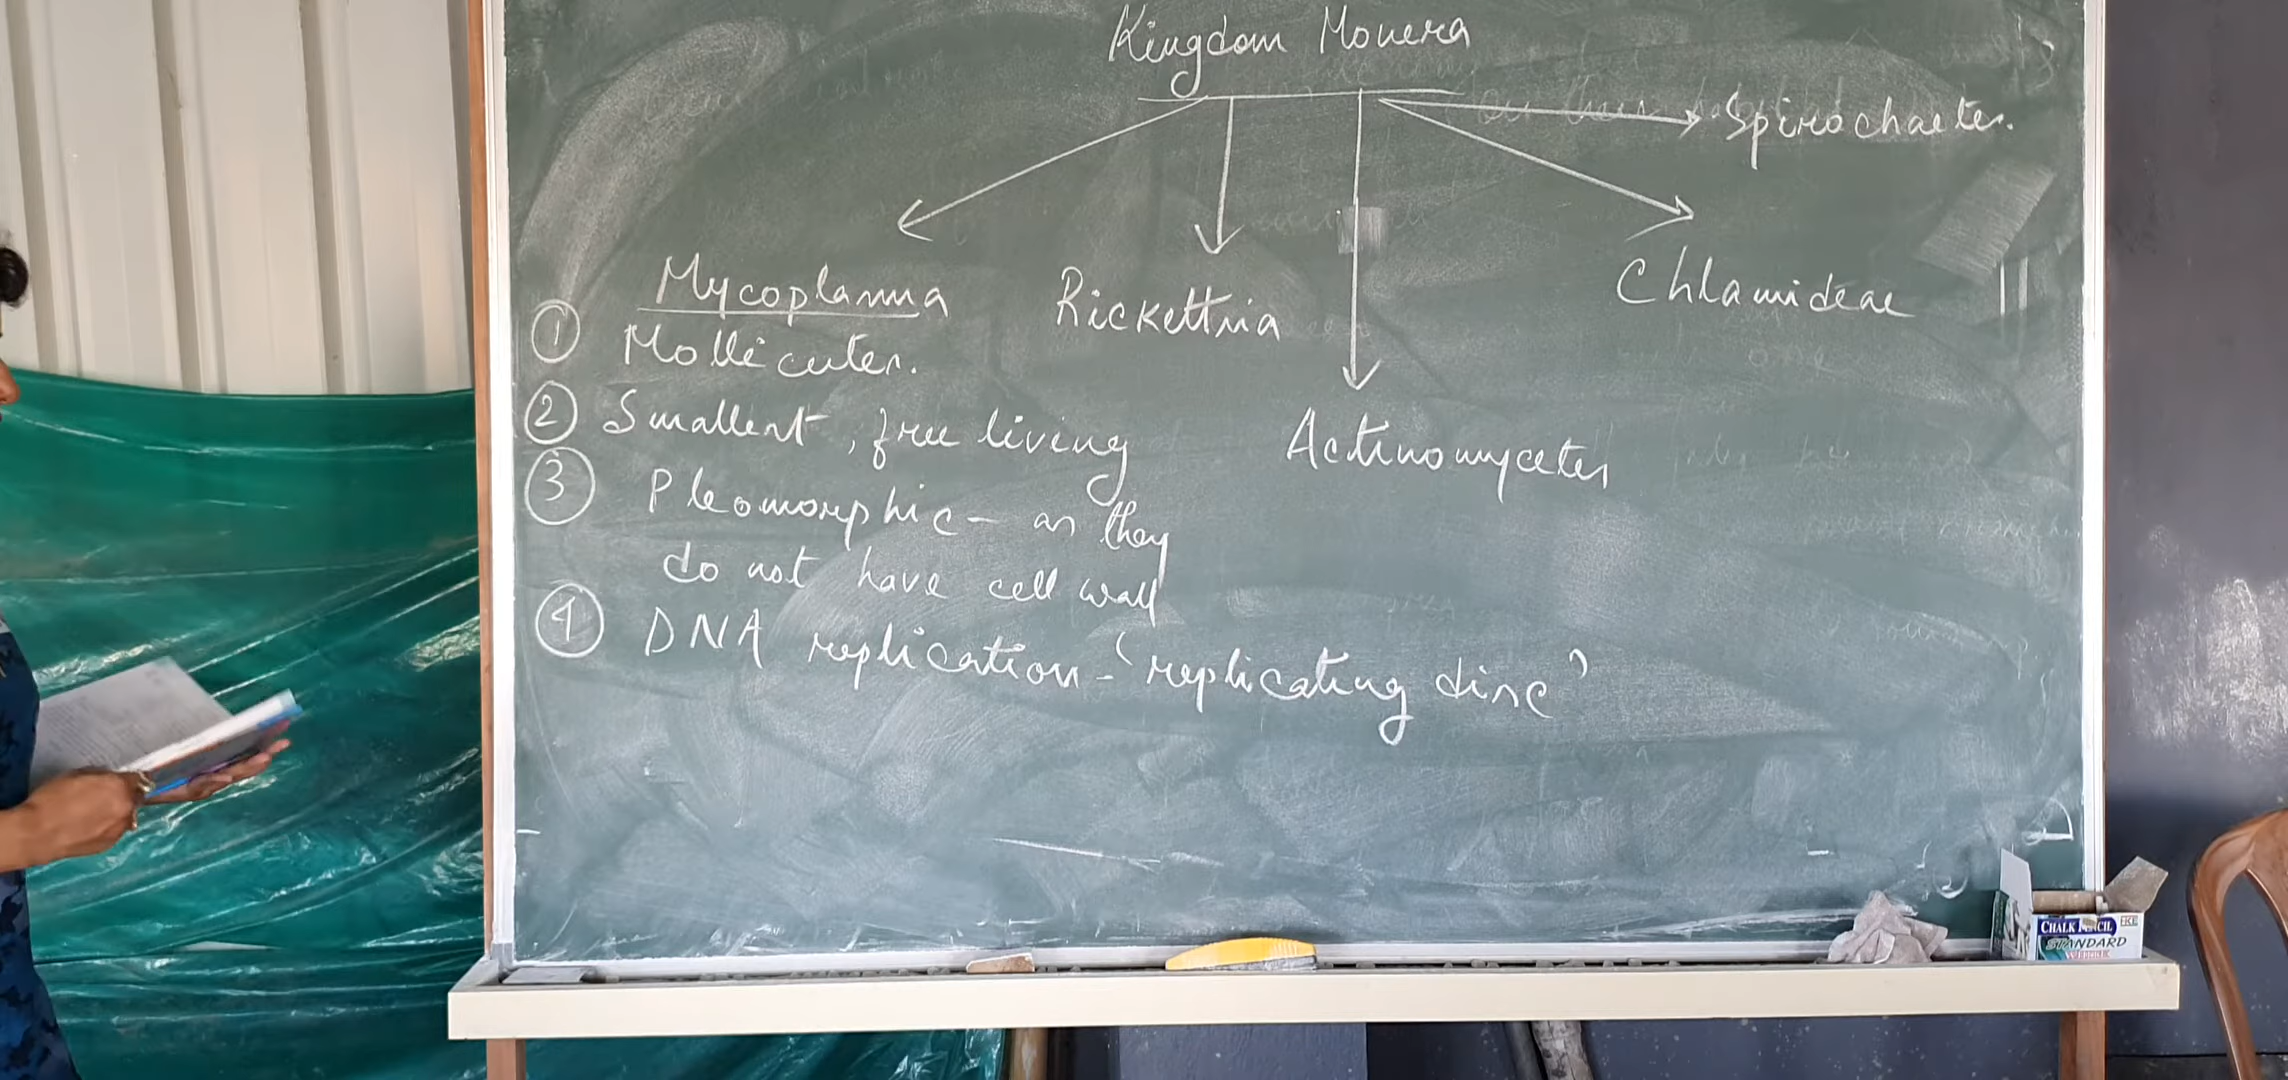 Kingdom Monera
Spirochaetes.
Mycoplasma
Rickettsia
Chlamideae
① Mollicutes.
② Smallest, free living
Actinomycetes
③ Pleomorphic - as they
do not have cell wall
④ DNA replication - 'replicating disc'
CHALK PENCIL
STANDARD